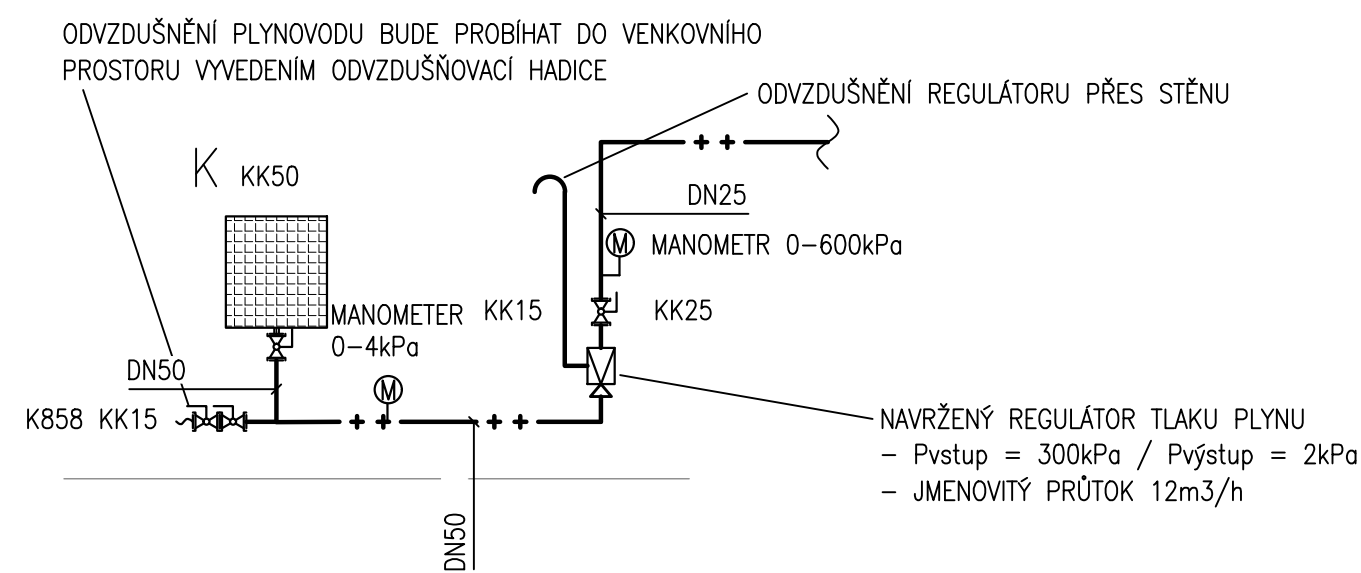 ODVZDUŠNĚNÍ PLYNOVODU BUDE PROBÍHAT DO VENKOVNÍHO
PROSTORU VYVEDENÍM ODVZDUŠŇOVACÍ HADICE
ODVZDUŠNĚNÍ REGULÁTORU PŘES STĚNU
K KK50
DN25
M MANOMETR 0-600kPa
MANOMETER
0-4kPa
KK15
KK25
DN50
M
K858 KK15
NAVRŽENÝ REGULÁTOR TLAKU PLYNU
- Pvstup = 300kPa / Pvýstup = 2kPa
- JMENOVITÝ PRŮTOK 12m3/h
DN50